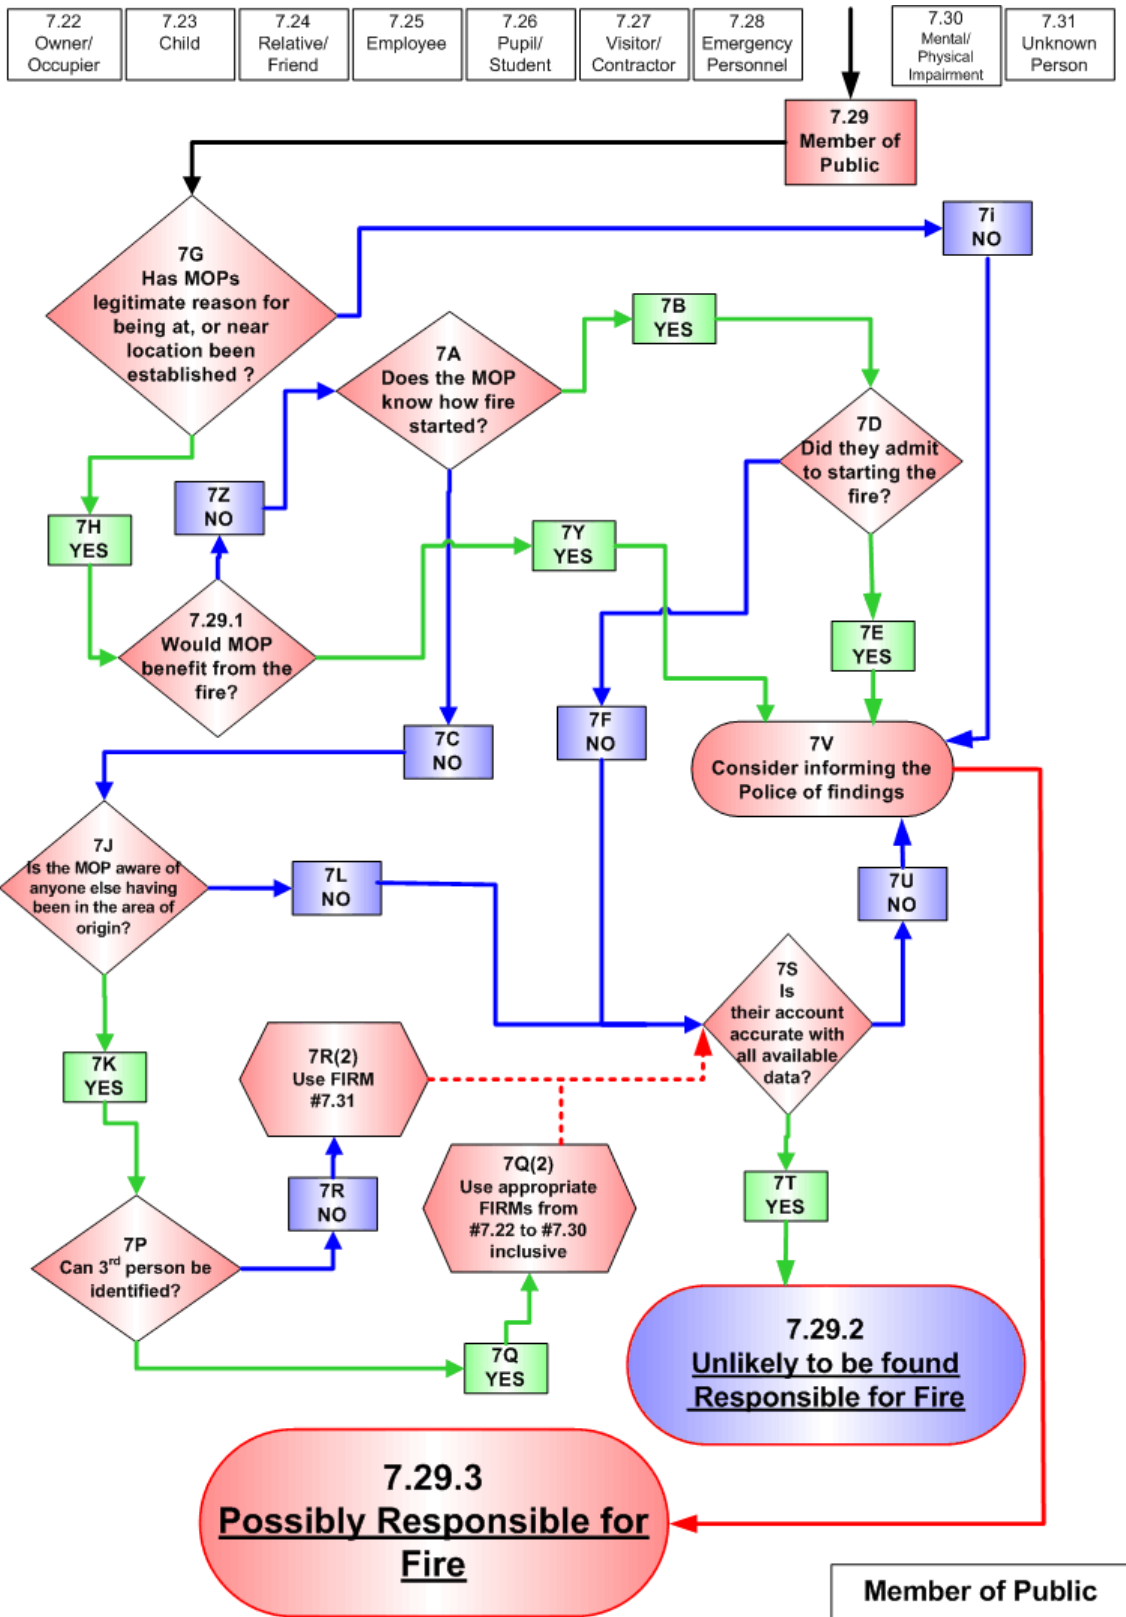 7.22
Owner/
Occupier
7.23
Child
7.24
Relative/
Friend
7.25
Employee
7.26
Pupil/
Student
7.27
Visitor/
Contractor
7.28
Emergency
Personnel
7.30
Mental/
Physical
Impairment
7.31
Unknown
Person
7.29
Member of
Public
7G
Has MOPs
legitimate reason for
being at, or near
location been
established ?
7i
NO
7B
YES
7A
Does the MOP
know how fire
started?
7D
Did they admit
to starting the
fire?
7Z
NO
7H
YES
7Y
YES
7.29.1
Would MOP
benefit from the
fire?
7E
YES
7F
NO
7C
NO
7V
Consider informing the
Police of findings
7J
Is the MOP aware of
anyone else having
been in the area of
origin?
7L
NO
7U
NO
7S
Is
their account
accurate with
all available
data?
7K
YES
7R(2)
Use FIRM
#7.31
7Q(2)
Use appropriate
FIRMs from
#7.22 to #7.30
inclusive
7R
NO
7T
YES
7P
Can 3rd person be
identified?
7Q
YES
7.29.2
Unlikely to be found
Responsible for Fire
7.29.3
Possibly Responsible for
Fire
Member of Public